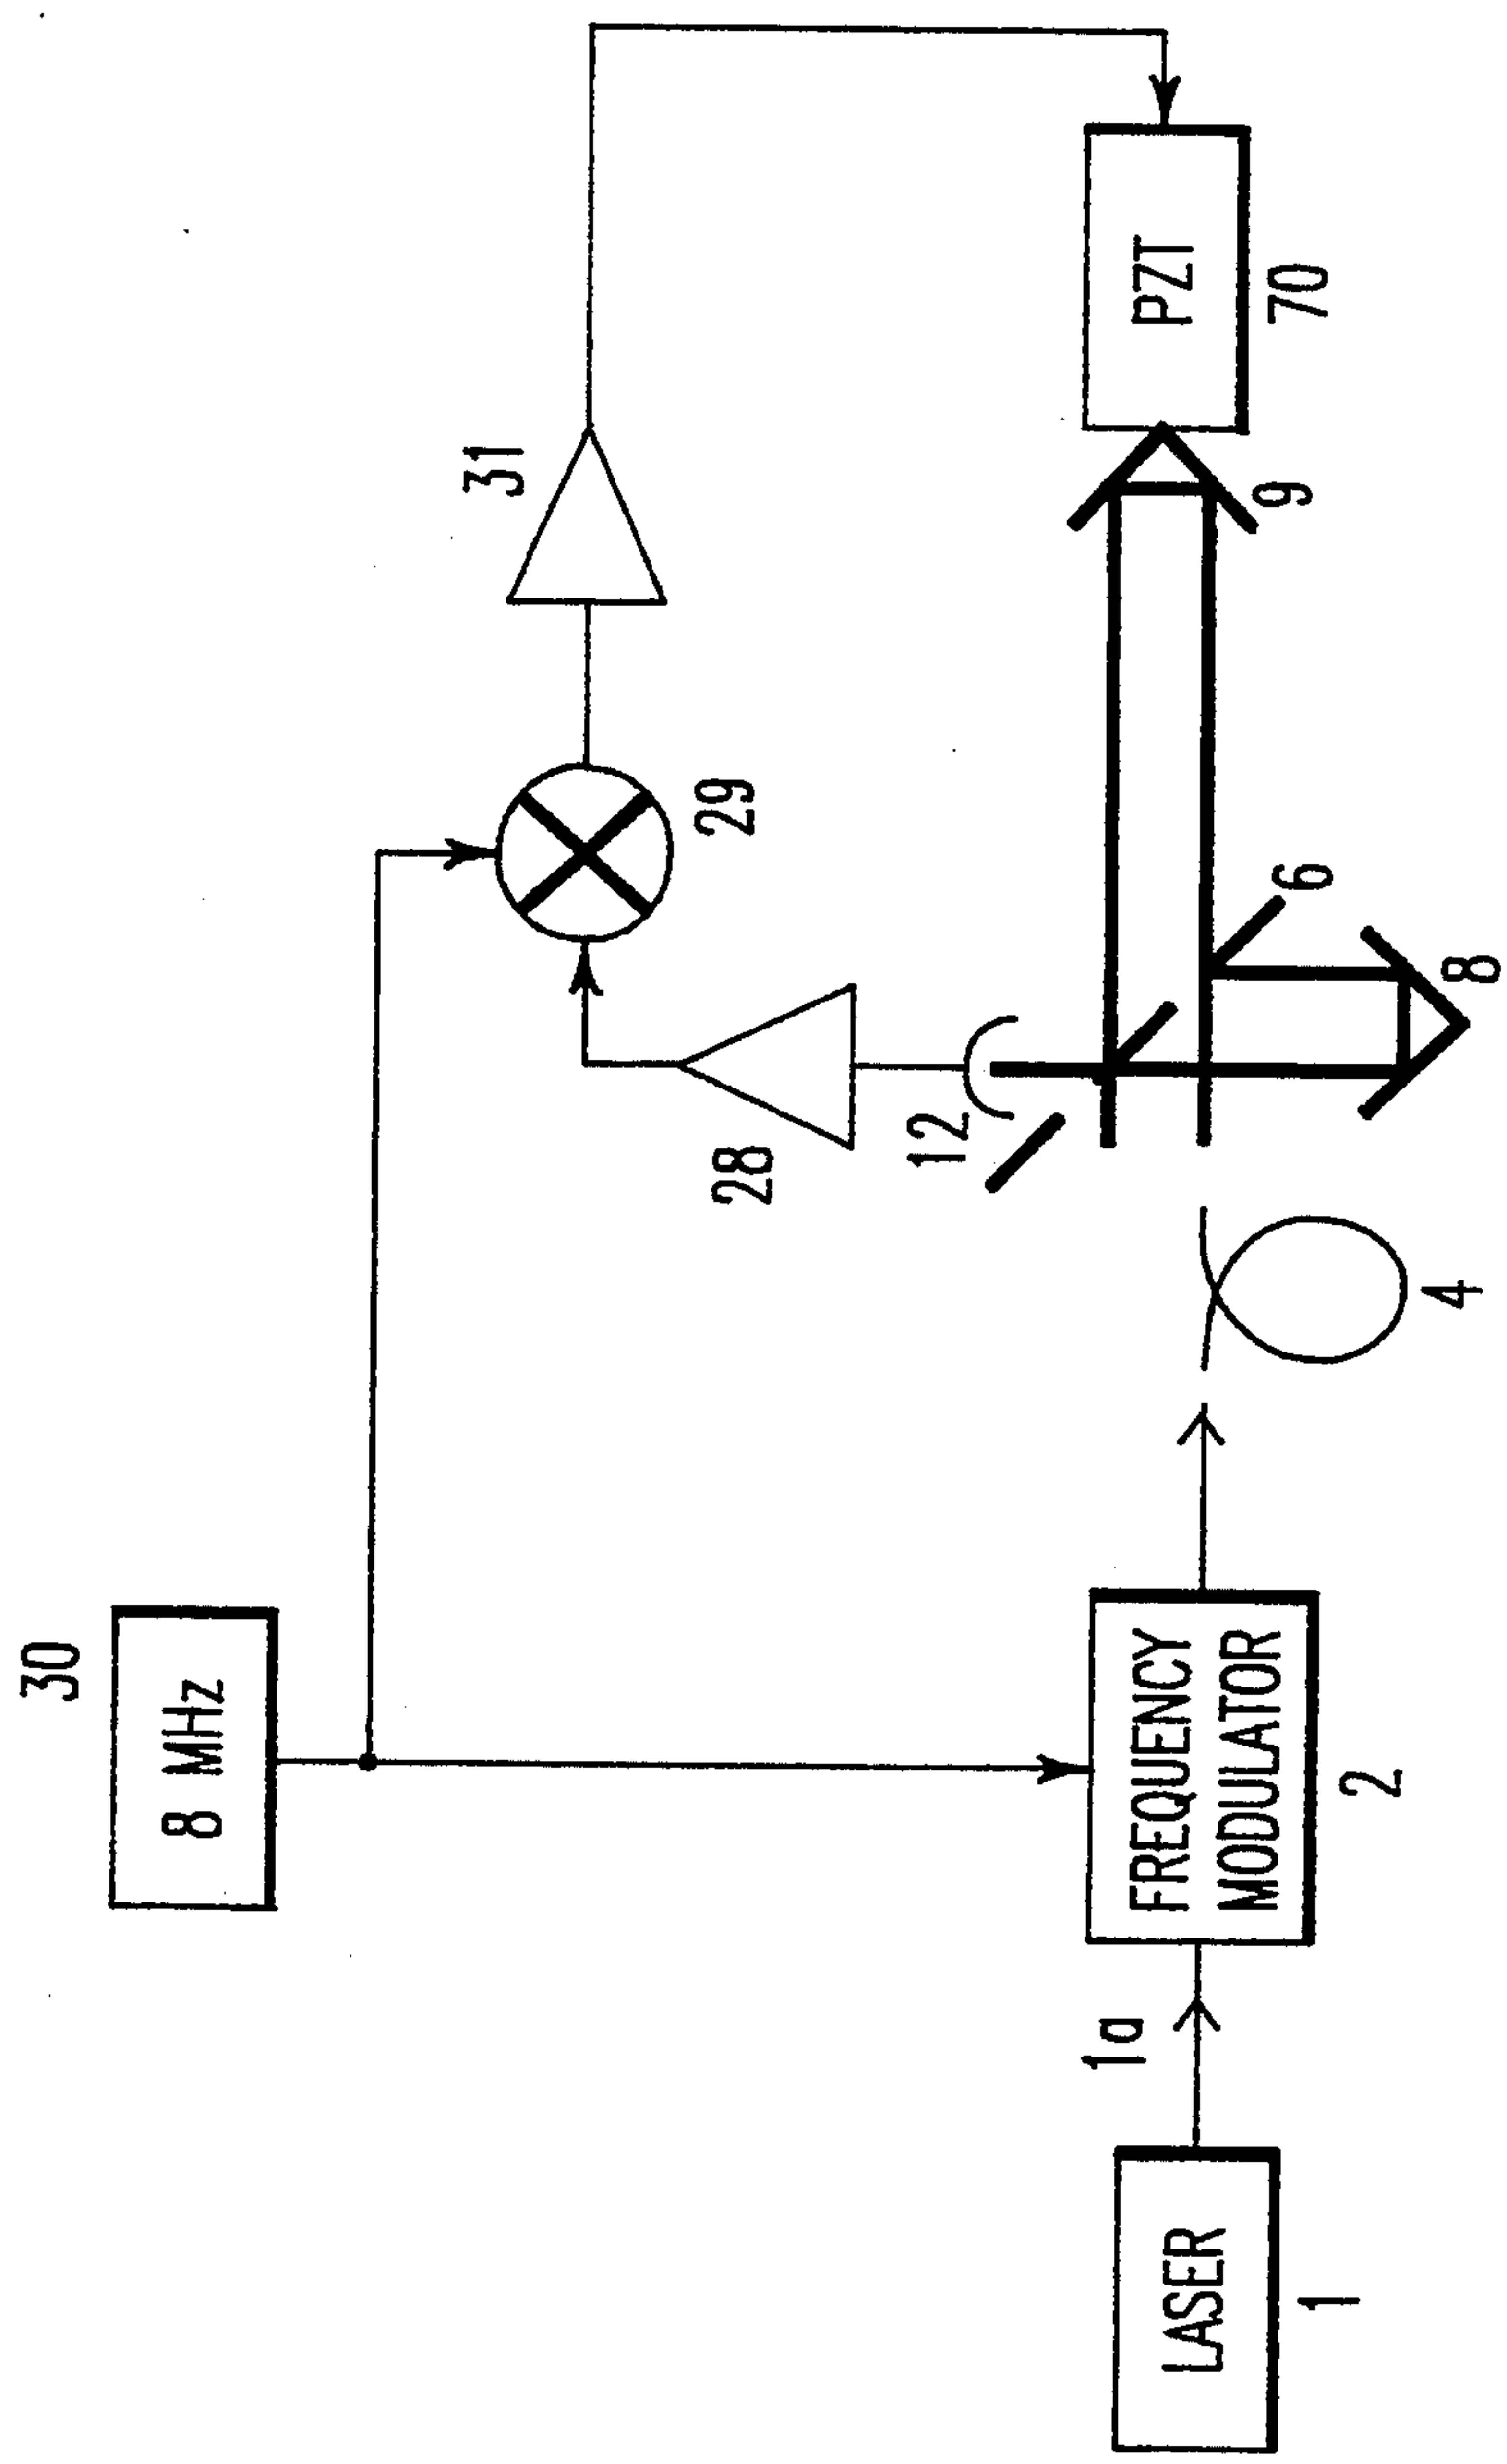 30
8 MHz
31
28
29
12
1a
LASER
1
FREQUENCY
MODULATOR
2
4
6
8
9
PZT
70